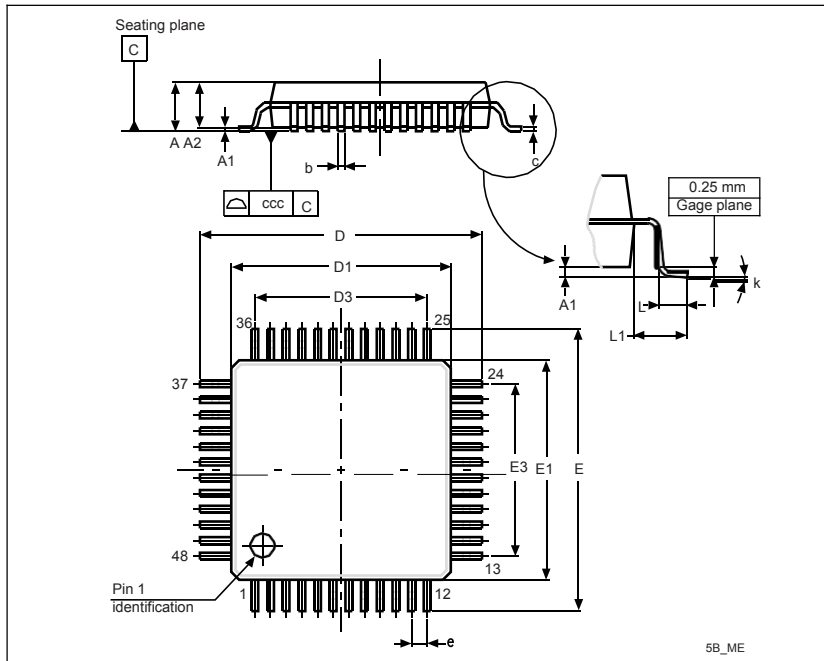 Seating plane
C
A A2
A1
b
c
ccc C
0.25 mm
Gage plane
D
D1
D3
A1
L
k
L1
36
25
37
24
E3
E1
E
48
13
Pin 1
identification
1
12
e
5B_ME